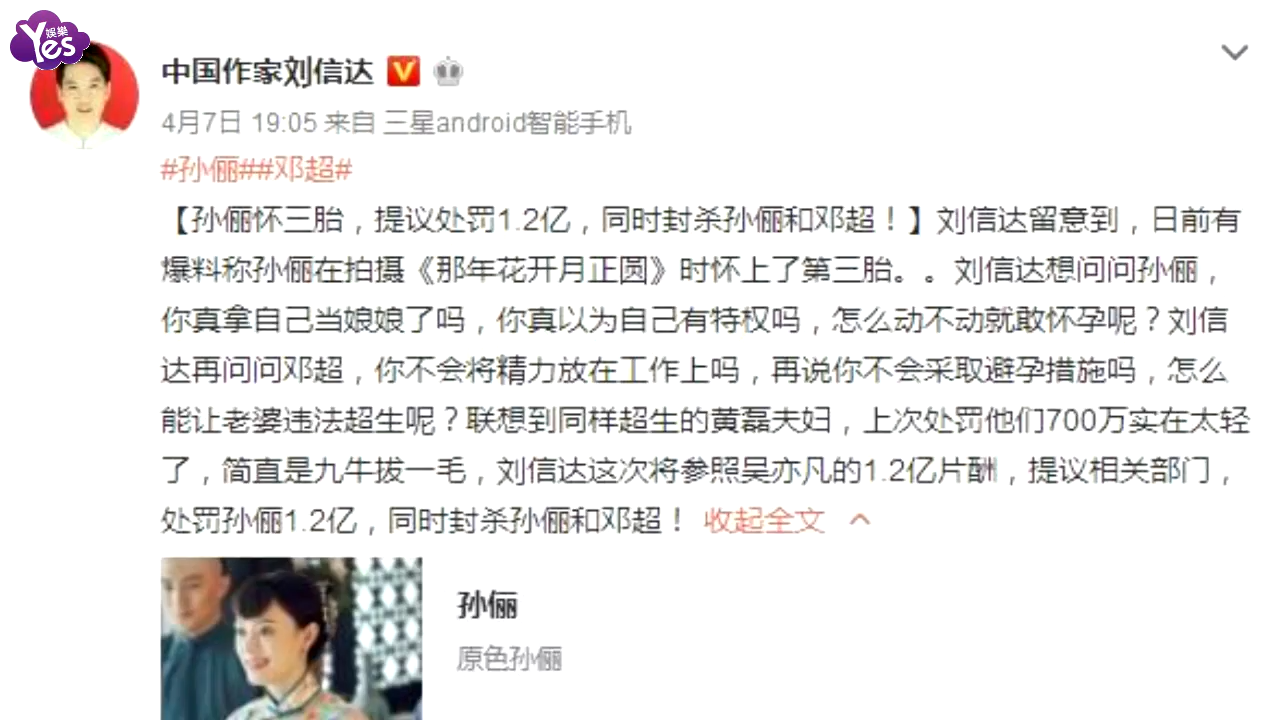 Yes
娱樂
中国作家刘信达
4月7日 19:05 来自 三星android智能手机
#孙俪##邓超#
【孙俪怀三胎，提议处罚1.2亿，同时封杀孙俪和邓超！】刘信达留意到，日前有
爆料称孙俪在拍摄《那年花开月正圆》时怀上了第三胎。。刘信达想问问孙俪，
你真拿自己当娘娘了吗，你真以为自己有特权吗，怎么动不动就敢怀孕呢？刘信
达再问问邓超，你不会将精力放在工作上吗，再说你不会采取避孕措施吗，怎么
能让老婆违法超生呢？联想到同样超生的黄磊夫妇，上次处罚他们700万实在太轻
了，简直是九牛拔一毛，刘信达这次将参照吴亦凡的1.2亿片酬，提议相关部门，
处罚孙俪1.2亿，同时封杀孙俪和邓超！ 收起全文
孙俪
原色孙俪